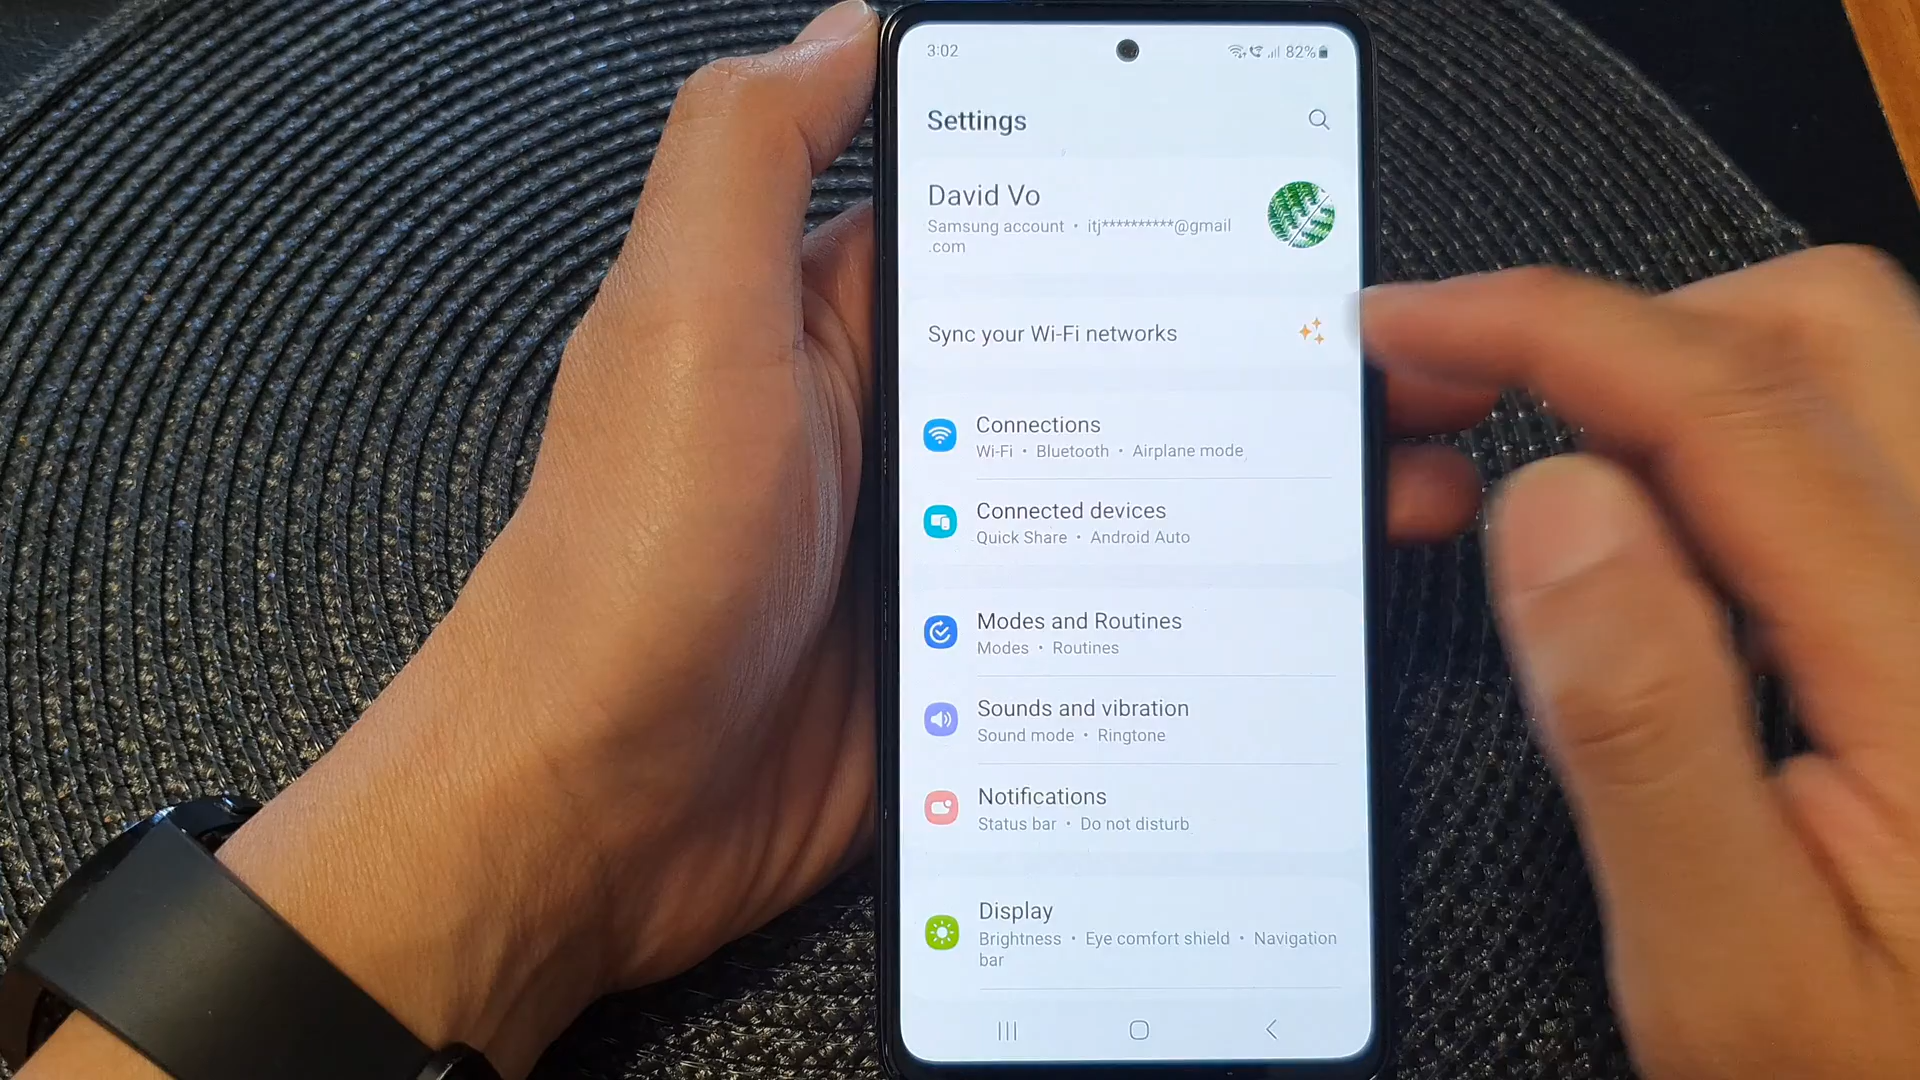 3:02
82%
Settings
David Vo
Samsung account • itj**********@gmail
.com
Sync your Wi-Fi networks
Connections
Wi-Fi • Bluetooth • Airplane mode
Connected devices
Quick Share • Android Auto
Modes and Routines
Modes • Routines
Sounds and vibration
Sound mode • Ringtone
Notifications
Status bar • Do not disturb
Display
Brightness • Eye comfort shield • Navigation
bar